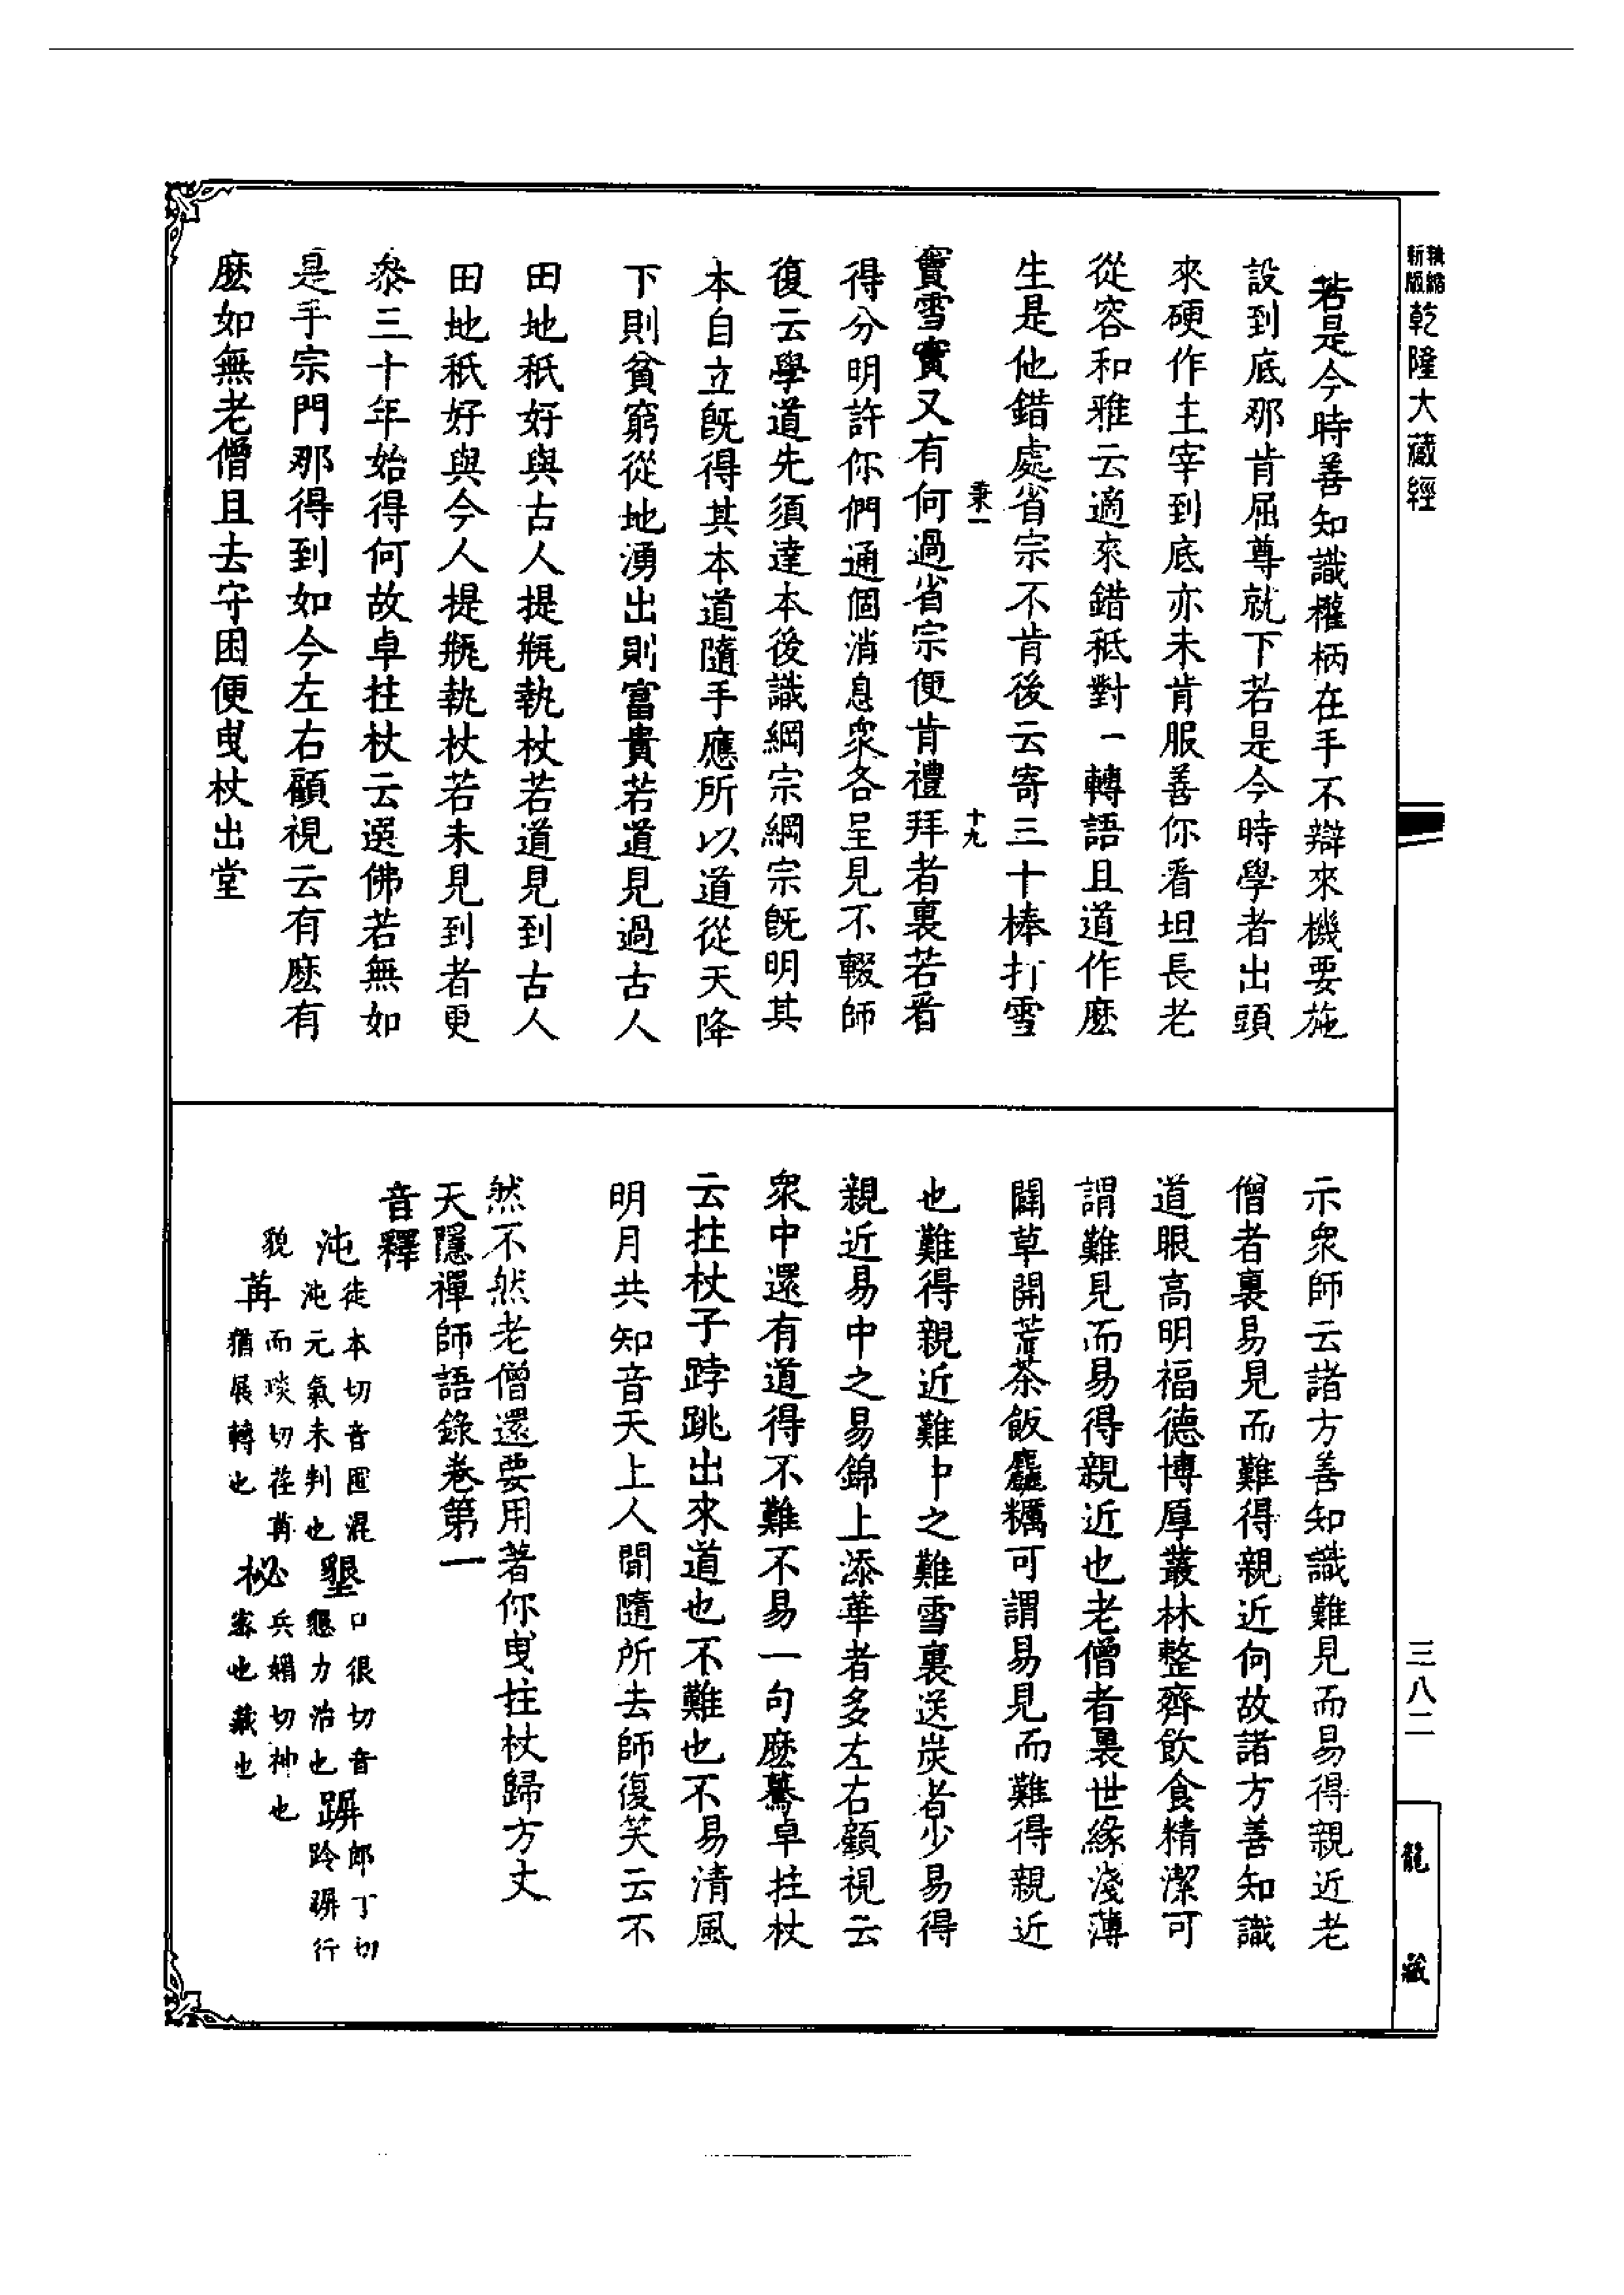 新版 乾隆大藏經
三八二
龍藏
若是今時善知識權柄在手不辯來機要施
設到底那肯屈尊就下若是今時學者出頭
來硬作主宰到底亦未肯服善你看坦長老
從容和雅云適來錯秖對一轉語且道作麽
生是他錯處省宗不肯後云寄三十棒打雪
秉一
十九
竇雪竇又有何過省宗便肯禮拜者裏若看
得分明許你們通個消息衆各呈見不輟師
復云學道先須達本後識綱宗綱宗旣明其
本自立旣得其本本道隨手應所以道從天降
下則貧窮從地湧出則富貴若道見過古人
田地秖好與古人提瓶執杖若道見到古人
田地秖好與今人提瓶執杖若未見到者更
叅三十年始得何故卓拄杖云選佛若無如
是手宗門那得到如今左右顧視云有麽有
麽如無老僧且去守困便曳杖出堂
示衆師云諸方善知識難見而易得親近老
僧者裏易見而難得親近何故諸方善知識
道眼高明福德博厚叢林整齊飲食精潔可
謂難見而易得親近也老僧者裏世緣淺薄
闢草開荒茶飯麤糲可謂易見而難得親近
也難得親近難中之難雪裏送炭者少易得
親近易中之易錦上添華者多左右顧視云
衆中還有道得不難不易一句麽驀卓拄杖
云拄杖子踍跳出來道也不難也不易清風
明月共知音天上人間隨所去師復笑云不
然不然老僧還要用著你曳拄杖歸方丈
天隱禪師語錄卷第一
音釋
沌 徒本切音囤混沌元氣未判也 墾 口很切音懇力治也 𨂲 郎丁切跉𨂲行
貌 苒 而琰切荏苒猶展轉也 祕 兵媚切神也密也藏也